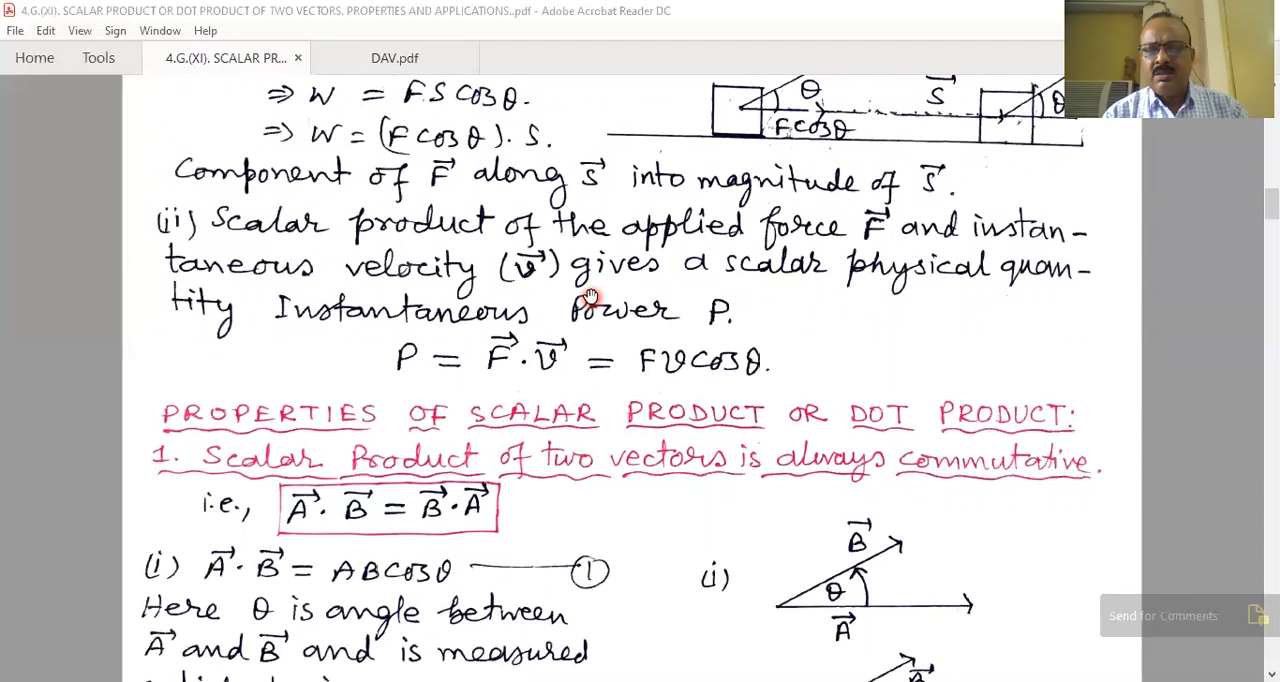 4.G.(XI). SCALAR PRODUCT OR DOT PRODUCT OF TWO VECTORS. PROPERTIES AND APPLICATIONS..pdf - Adobe Acrobat Reader DC
File Edit View Sign Window Help
Home Tools 4.G.(XI). SCALAR PR... × DAV.pdf
⇒ W = F S cosθ.
⇒ W = (F cosθ) . S.
θ S⃗ θ
F cosθ
Component of F⃗ along S⃗ into magnitude of S⃗.
(ii) Scalar product of the applied force F⃗ and instan-
taneous velocity (v⃗) gives a scalar physical quan-
tity Instantaneous Power P.
P = F⃗ . v⃗ = F v cosθ.
PROPERTIES OF SCALAR PRODUCT OR DOT PRODUCT:
1. Scalar Product of two vectors is always commutative.
i.e., A⃗ . B⃗ = B⃗ . A⃗
(i) A⃗ . B⃗ = A B cosθ ——— ①
Here θ is angle between
A⃗ and B⃗ and is measured
(i)
B⃗
θ
A⃗
B⃗
Send for Comments